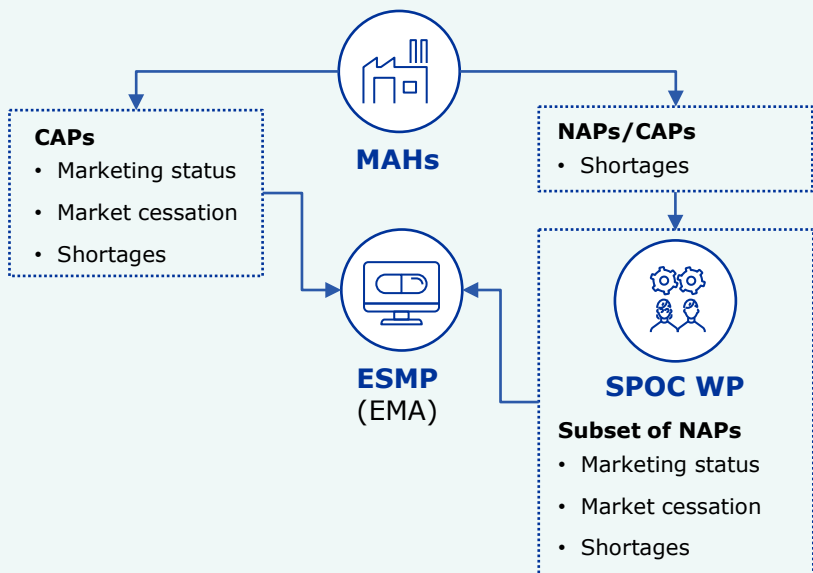 MAHs
CAPs
• Marketing status
• Market cessation
• Shortages
NAPs/CAPs
• Shortages
ESMP
(EMA)
SPOC WP
Subset of NAPs
• Marketing status
• Market cessation
• Shortages